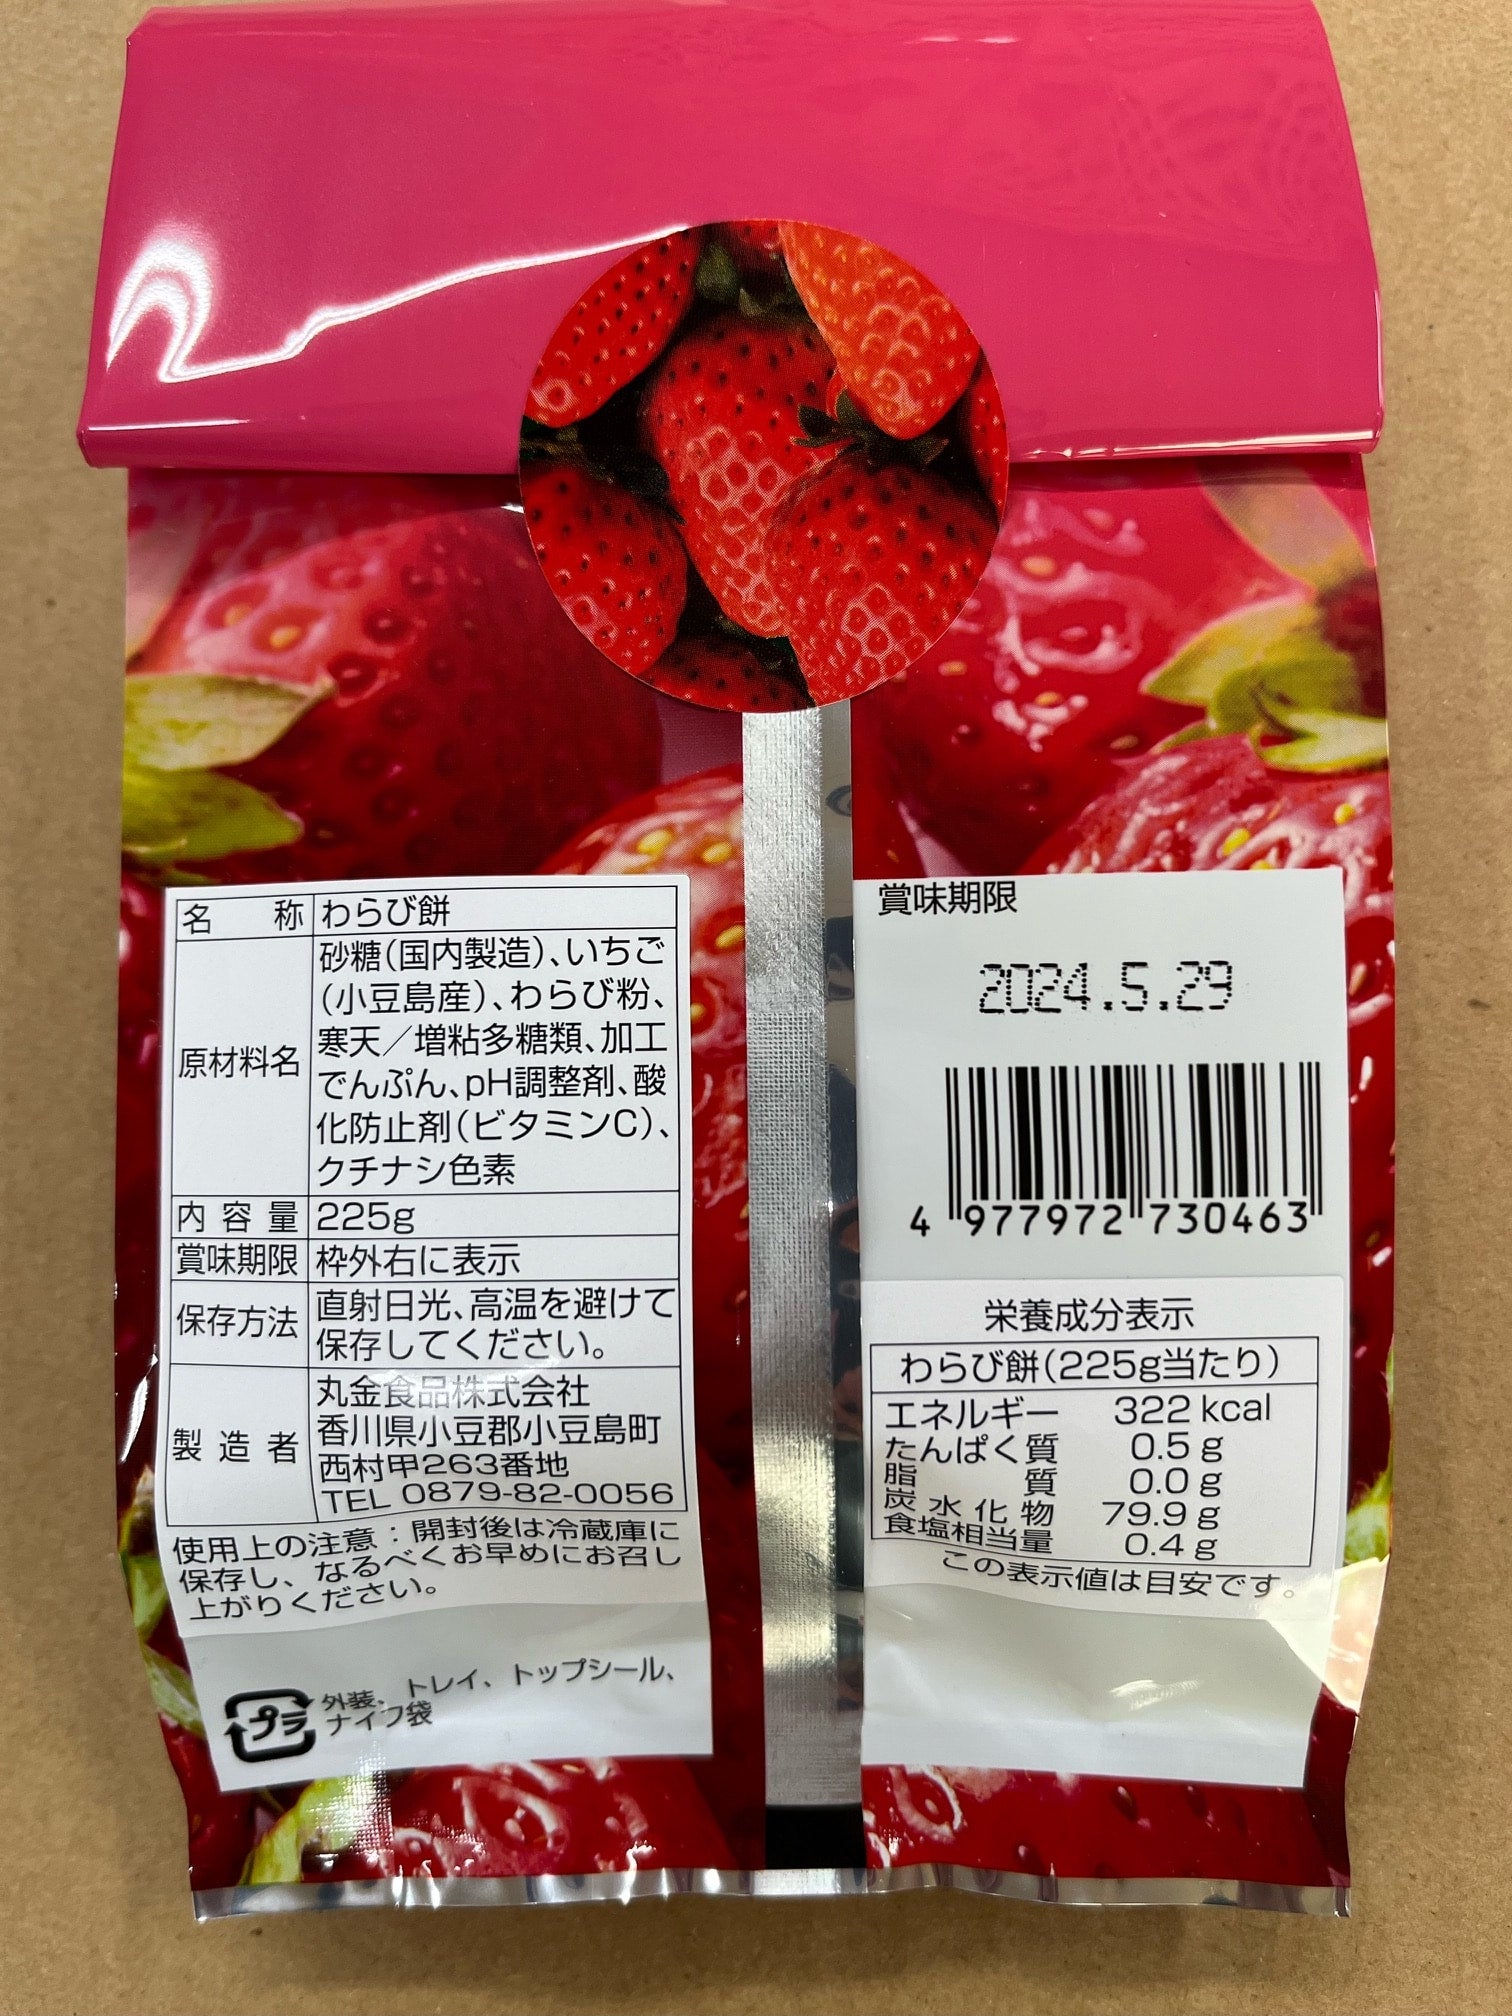 名 称 わらび餅
原材料名 砂糖(国内製造)、いちご
(小豆島産)、わらび粉、
寒天/増粘多糖類、加工
でんぷん、pH調整剤、酸
化防止剤(ビタミンC)、
クチナシ色素
内容量 225g
賞味期限 枠外右に表示
保存方法 直射日光、高温を避けて
保存してください。
製造者 丸金食品株式会社
香川県小豆郡小豆島町
西村甲263番地
TEL 0879-82-0056
使用上の注意:開封後は冷蔵庫に
保存し、なるべくお早めにお召し
上がりください。
プラ 外装、トレイ、トップシール、
ナイフ袋
賞味期限
2024.5.29
4 977972 730463
栄養成分表示
わらび餅(225g当たり)
エネルギー 322 kcal
たんぱく質 0.5 g
脂質 0.0 g
炭水化物 79.9 g
食塩相当量 0.4 g
この表示値は目安です。